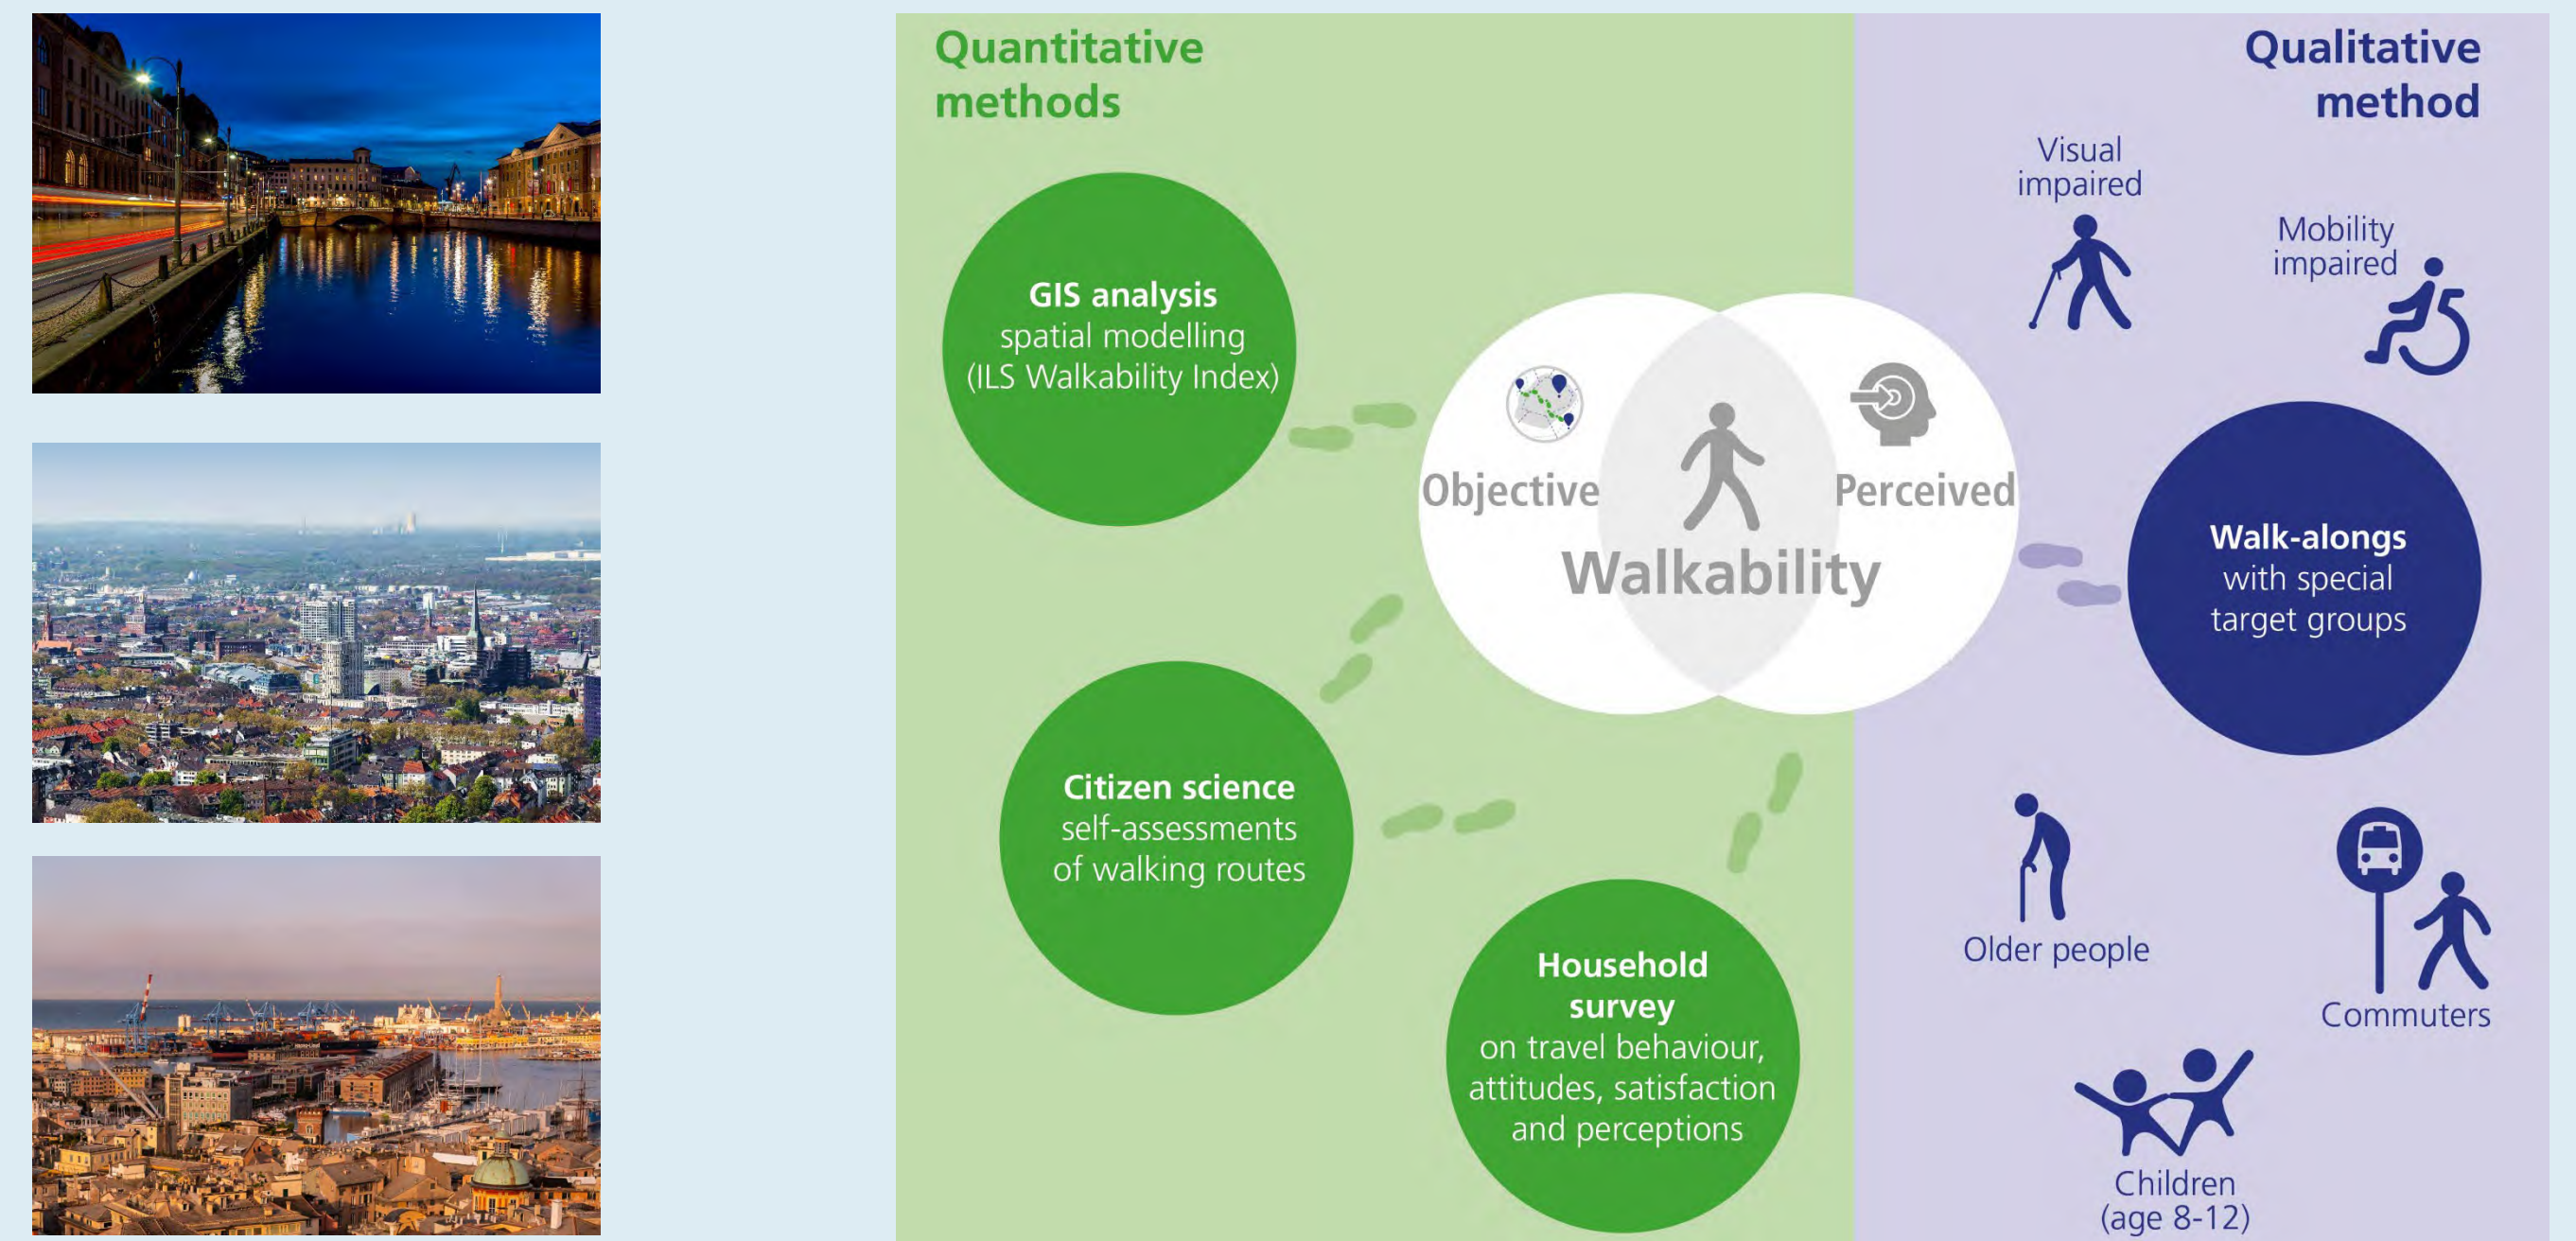 Quantitative
methods
GIS analysis
spatial modelling
(ILS Walkability Index)
Citizen science
self-assessments
of walking routes
Household
survey
on travel behaviour,
attitudes, satisfaction
and perceptions
Objective
Perceived
Walkability
Qualitative
method
Visual
impaired
Mobility
impaired
Walk-alongs
with special
target groups
Older people
Commuters
Children
(age 8-12)